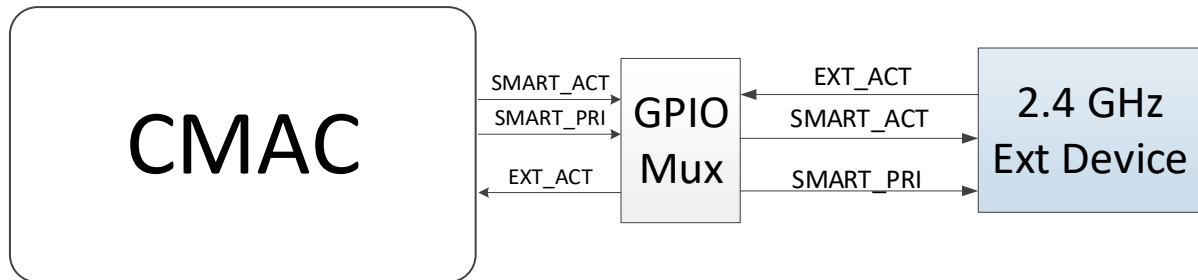 CMAC
SMART_ACT
SMART_PRI
EXT_ACT
GPIO
Mux
EXT_ACT
SMART_ACT
SMART_PRI
2.4 GHz
Ext Device